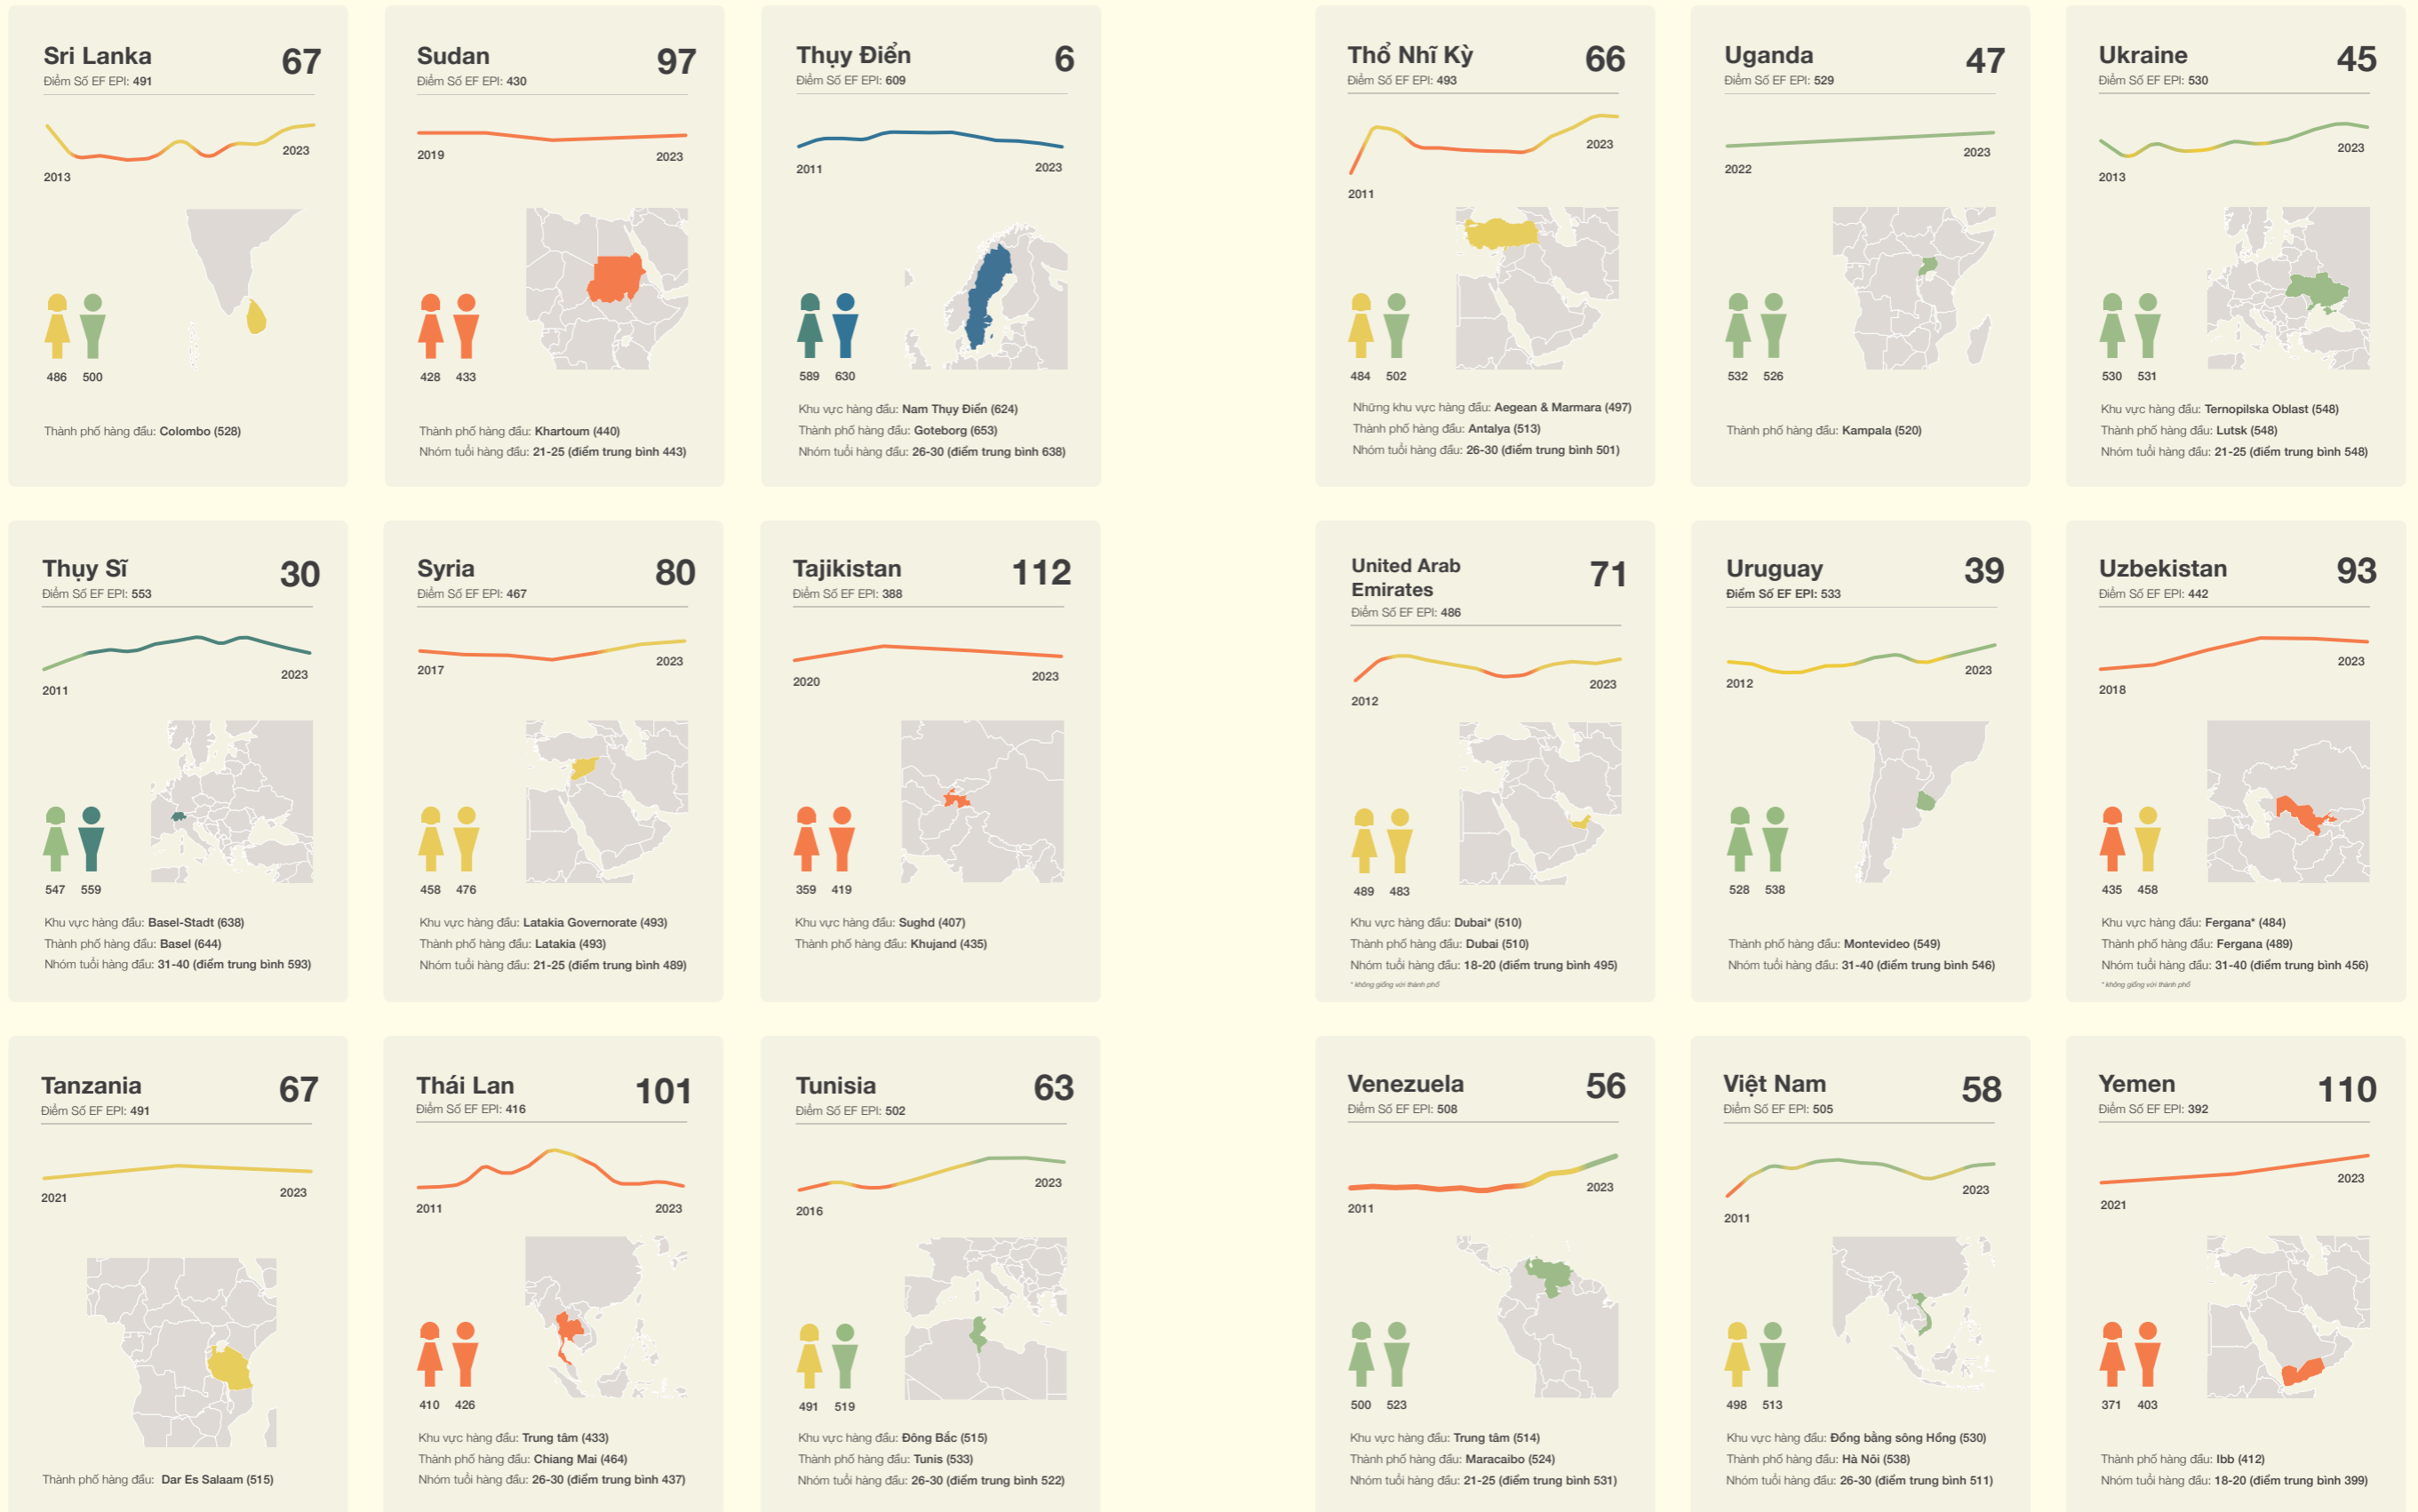 Sri Lanka
67
Điểm Số EF EPI: 491
2013
2023
486 500
Thành phố hàng đầu: Colombo (528)
Sudan
97
Điểm Số EF EPI: 430
2019
2023
428 433
Thành phố hàng đầu: Khartoum (440)
Nhóm tuổi hàng đầu: 21-25 (điểm trung bình 443)
Thụy Điển
6
Điểm Số EF EPI: 609
2011
2023
589 630
Khu vực hàng đầu: Nam Thụy Điển (624)
Thành phố hàng đầu: Goteborg (653)
Nhóm tuổi hàng đầu: 26-30 (điểm trung bình 638)
Thổ Nhĩ Kỳ
66
Điểm Số EF EPI: 493
2011
2023
484 502
Những khu vực hàng đầu: Aegean & Marmara (497)
Thành phố hàng đầu: Antalya (513)
Nhóm tuổi hàng đầu: 26-30 (điểm trung bình 501)
Uganda
47
Điểm Số EF EPI: 529
2022
2023
532 526
Thành phố hàng đầu: Kampala (520)
Ukraine
45
Điểm Số EF EPI: 530
2013
2023
530 531
Khu vực hàng đầu: Ternopilska Oblast (548)
Thành phố hàng đầu: Lutsk (548)
Nhóm tuổi hàng đầu: 21-25 (điểm trung bình 548)
Thụy Sĩ
30
Điểm Số EF EPI: 553
2011
2023
547 559
Khu vực hàng đầu: Basel-Stadt (638)
Thành phố hàng đầu: Basel (644)
Nhóm tuổi hàng đầu: 31-40 (điểm trung bình 593)
Syria
80
Điểm Số EF EPI: 467
2017
2023
458 476
Khu vực hàng đầu: Latakia Governorate (493)
Thành phố hàng đầu: Latakia (493)
Nhóm tuổi hàng đầu: 21-25 (điểm trung bình 489)
Tajikistan
112
Điểm Số EF EPI: 388
2020
2023
359 419
Khu vực hàng đầu: Sughd (407)
Thành phố hàng đầu: Khujand (435)
United Arab
Emirates
71
Điểm Số EF EPI: 486
2012
2023
489 483
Khu vực hàng đầu: Dubai* (510)
Thành phố hàng đầu: Dubai (510)
Nhóm tuổi hàng đầu: 18-20 (điểm trung bình 495)
* không giống với thành phố
Uruguay
39
Điểm Số EF EPI: 533
2012
2023
528 538
Thành phố hàng đầu: Montevideo (549)
Nhóm tuổi hàng đầu: 31-40 (điểm trung bình 546)
Uzbekistan
93
Điểm Số EF EPI: 442
2018
2023
435 458
Khu vực hàng đầu: Fergana* (484)
Thành phố hàng đầu: Fergana (489)
Nhóm tuổi hàng đầu: 31-40 (điểm trung bình 456)
* không giống với thành phố
Tanzania
67
Điểm Số EF EPI: 491
2021
2023
Thành phố hàng đầu: Dar Es Salaam (515)
Thái Lan
101
Điểm Số EF EPI: 416
2011
2023
410 426
Khu vực hàng đầu: Trung tâm (433)
Thành phố hàng đầu: Chiang Mai (464)
Nhóm tuổi hàng đầu: 26-30 (điểm trung bình 437)
Tunisia
63
Điểm Số EF EPI: 502
2016
2023
491 519
Khu vực hàng đầu: Đông Bắc (515)
Thành phố hàng đầu: Tunis (533)
Nhóm tuổi hàng đầu: 26-30 (điểm trung bình 522)
Venezuela
56
Điểm Số EF EPI: 508
2011
2023
500 523
Khu vực hàng đầu: Trung tâm (514)
Thành phố hàng đầu: Maracaibo (524)
Nhóm tuổi hàng đầu: 21-25 (điểm trung bình 531)
Việt Nam
58
Điểm Số EF EPI: 505
2011
2023
498 513
Khu vực hàng đầu: Đồng bằng sông Hồng (530)
Thành phố hàng đầu: Hà Nôi (538)
Nhóm tuổi hàng đầu: 26-30 (điểm trung bình 511)
Yemen
110
Điểm Số EF EPI: 392
2021
2023
371 403
Thành phố hàng đầu: Ibb (412)
Nhóm tuổi hàng đầu: 18-20 (điểm trung bình 399)